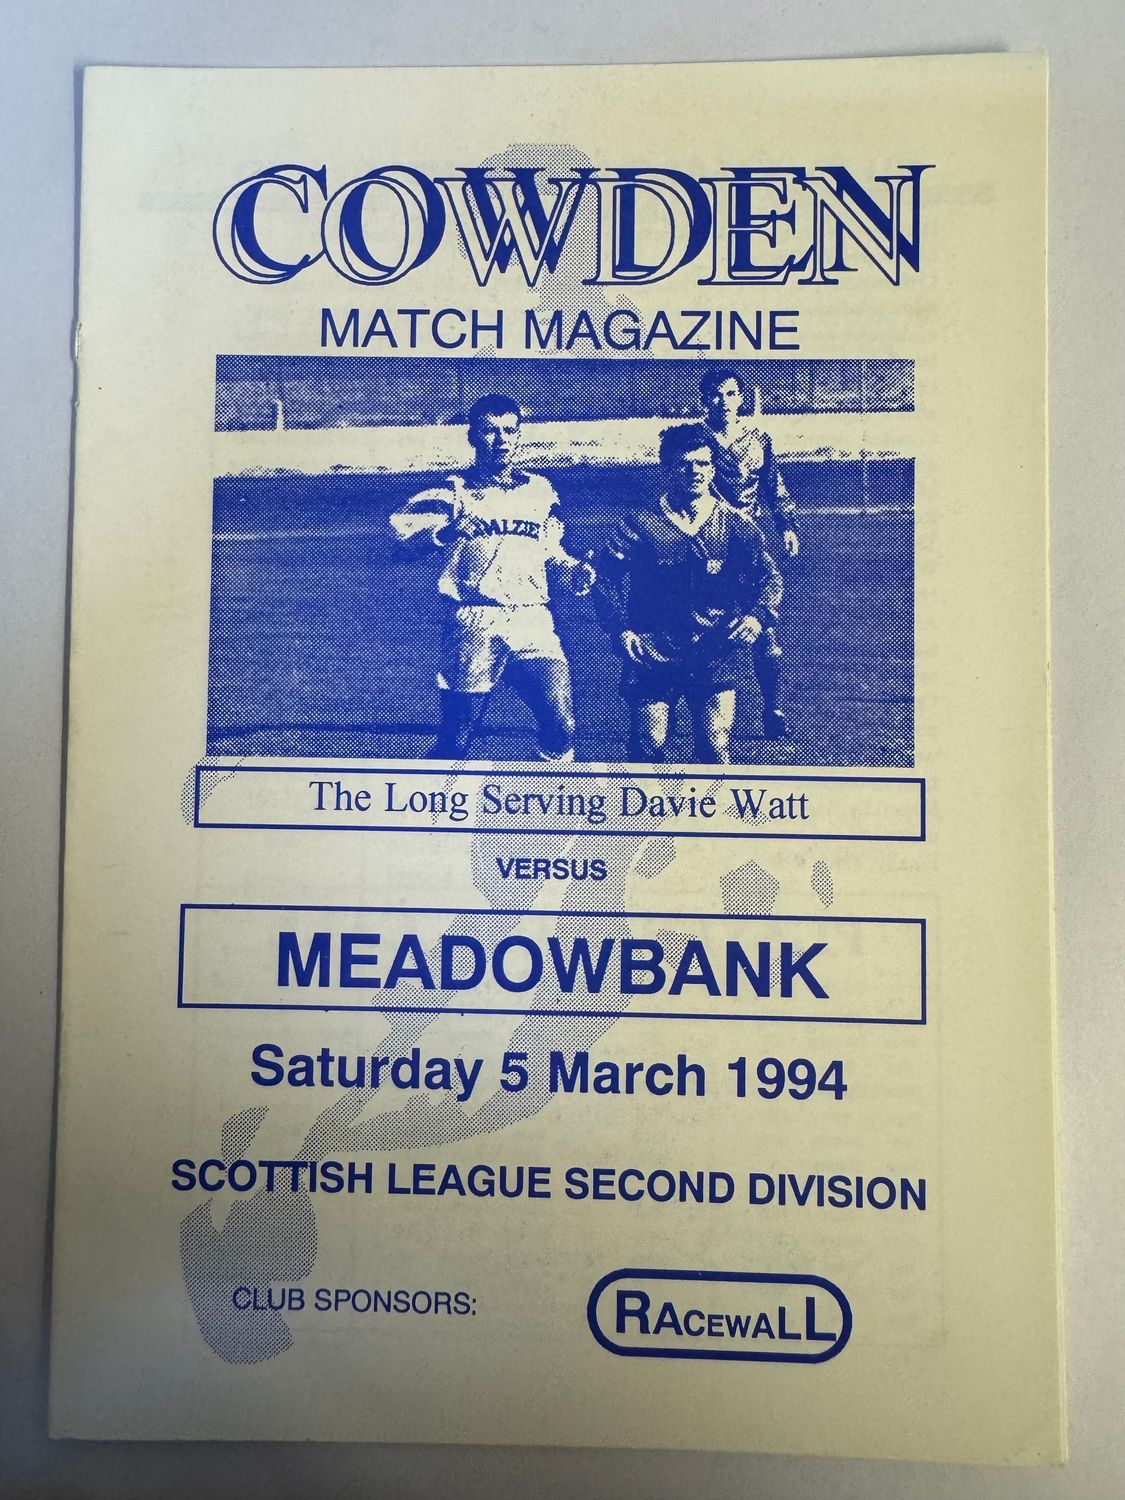 COWDEN
MATCH MAGAZINE
DALZIE
The Long Serving Davie Watt
VERSUS
MEADOWBANK
Saturday 5 March 1994
SCOTTISH LEAGUE SECOND DIVISION
CLUB SPONSORS:
RACEWALL